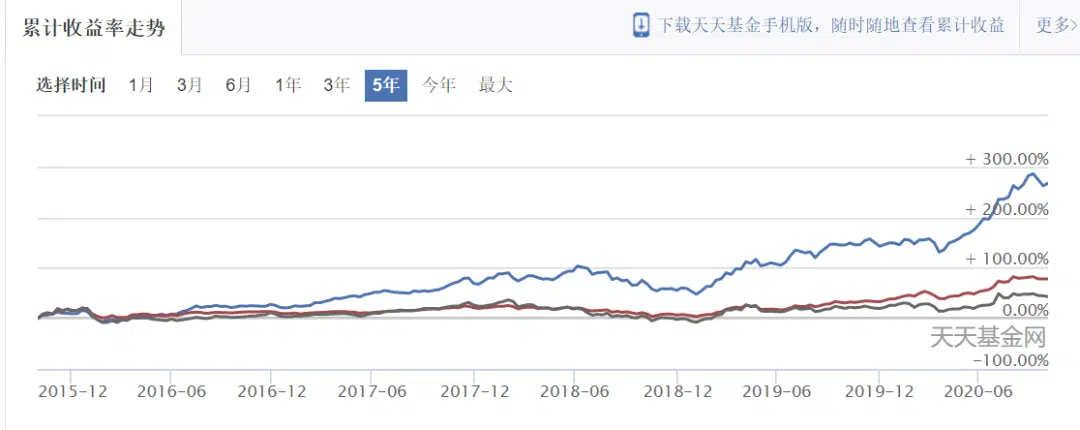 累计收益率走势
下载天天基金手机版，随时随地查看累计收益
更多>
选择时间 1月 3月 6月 1年 3年 5年 今年 最大
+ 300.00%
+ 200.00%
+ 100.00%
0.00%
天天基金网
-100.00%
2015-12 2016-06 2016-12 2017-06 2017-12 2018-06 2018-12 2019-06 2019-12 2020-06